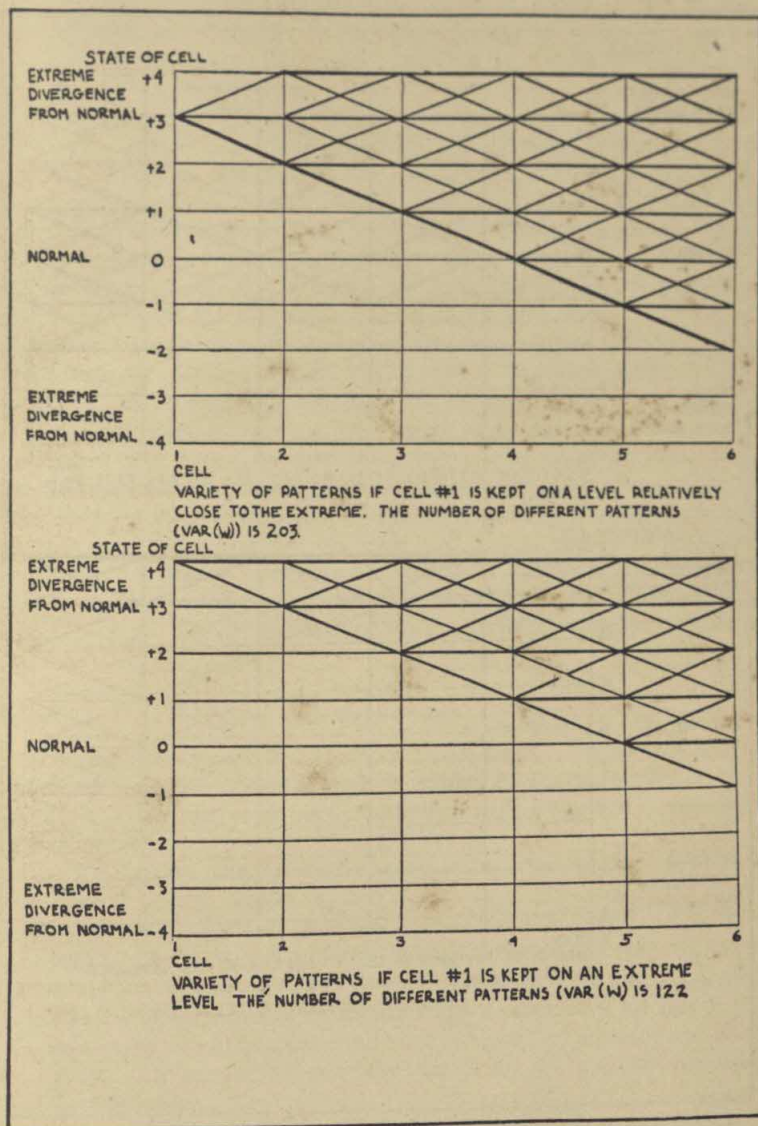 STATE OF CELL
EXTREME
DIVERGENCE
FROM NORMAL
+4
+3
+2
+1
NORMAL 0
-1
-2
EXTREME
DIVERGENCE
FROM NORMAL
-3
-4
1 2 3 4 5 6
CELL
VARIETY OF PATTERNS IF CELL #1 IS KEPT ON A LEVEL RELATIVELY
CLOSE TO THE EXTREME. THE NUMBER OF DIFFERENT PATTERNS
(VAR(W)) IS 203.
STATE OF CELL
EXTREME
DIVERGENCE
FROM NORMAL
+4
+3
+2
+1
NORMAL 0
-1
-2
EXTREME
DIVERGENCE
FROM NORMAL
-3
-4
1 2 3 4 5 6
CELL
VARIETY OF PATTERNS IF CELL #1 IS KEPT ON AN EXTREME
LEVEL THE NUMBER OF DIFFERENT PATTERNS (VAR (W) IS 122